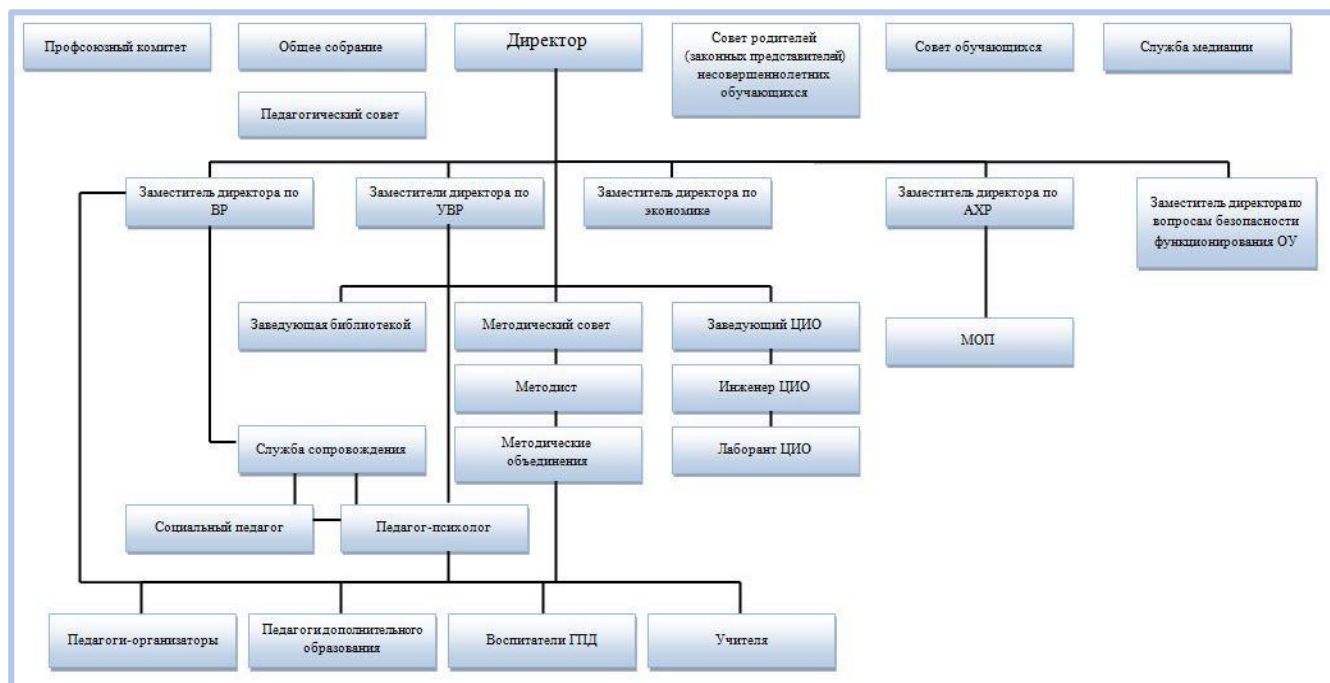 Профсоюзный комитет
Общее собрание
Директор
Совет родителей
(законных представителей)
несовершеннолетних
обучающихся
Совет обучающихся
Служба медиации
Педагогический совет
Заместитель директора по
ВР
Заместители директора по
УВР
Заместитель директора по
экономике
Заместитель директора по
АХР
Заместитель директора по
вопросам безопасности
функционирования ОУ
Заведующая библиотекой
Методический совет
Заведующий ЦИО
МОП
Методист
Инженер ЦИО
Служба сопровождения
Методические
объединения
Лаборант ЦИО
Социальный педагог
Педагог-психолог
Педагоги-организаторы
Педагоги дополнительного
образования
Воспитатели ГПД
Учителя